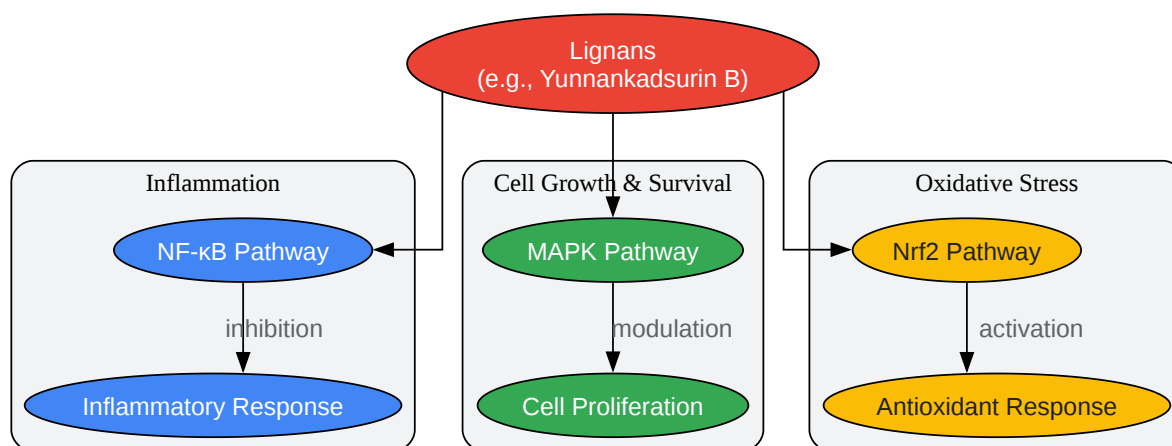 Lignans
(e.g., Yunnankadsurin B)
Inflammation
Cell Growth & Survival
Oxidative Stress
NF-κB Pathway
MAPK Pathway
Nrf2 Pathway
inhibition
modulation
activation
Inflammatory Response
Cell Proliferation
Antioxidant Response